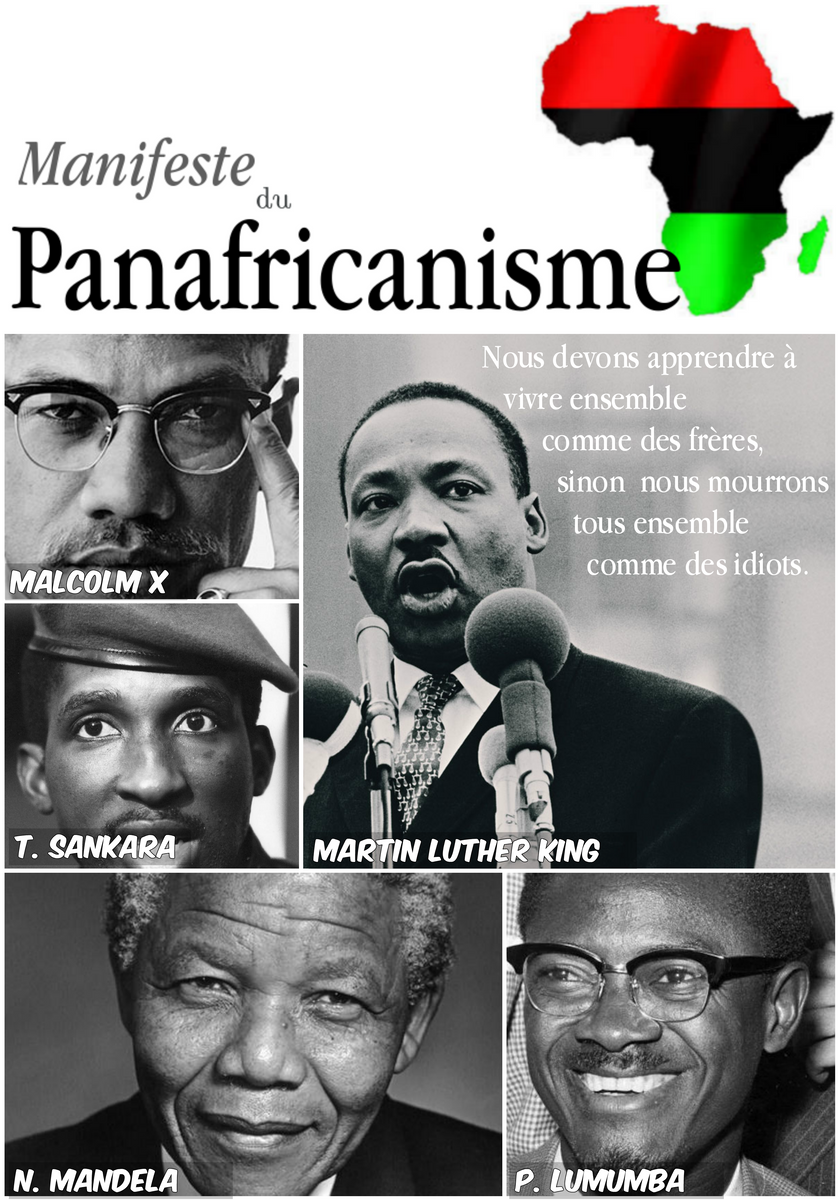 Manifeste
du
Panafricanisme
Nous devons apprendre à
vivre ensemble
comme des frères,
sinon nous mourrons
tous ensemble
comme des idiots.
MALCOLM X
T. SANKARA
MARTIN LUTHER KING
N. MANDELA
P. LUMUMBA